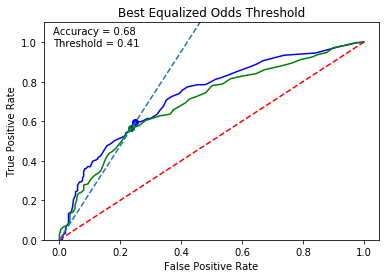 Best Equalized Odds Threshold
Accuracy = 0.68
Threshold = 0.41
True Positive Rate
1.0
0.8
0.6
0.4
0.2
0.0
0.0 0.2 0.4 0.6 0.8 1.0
False Positive Rate